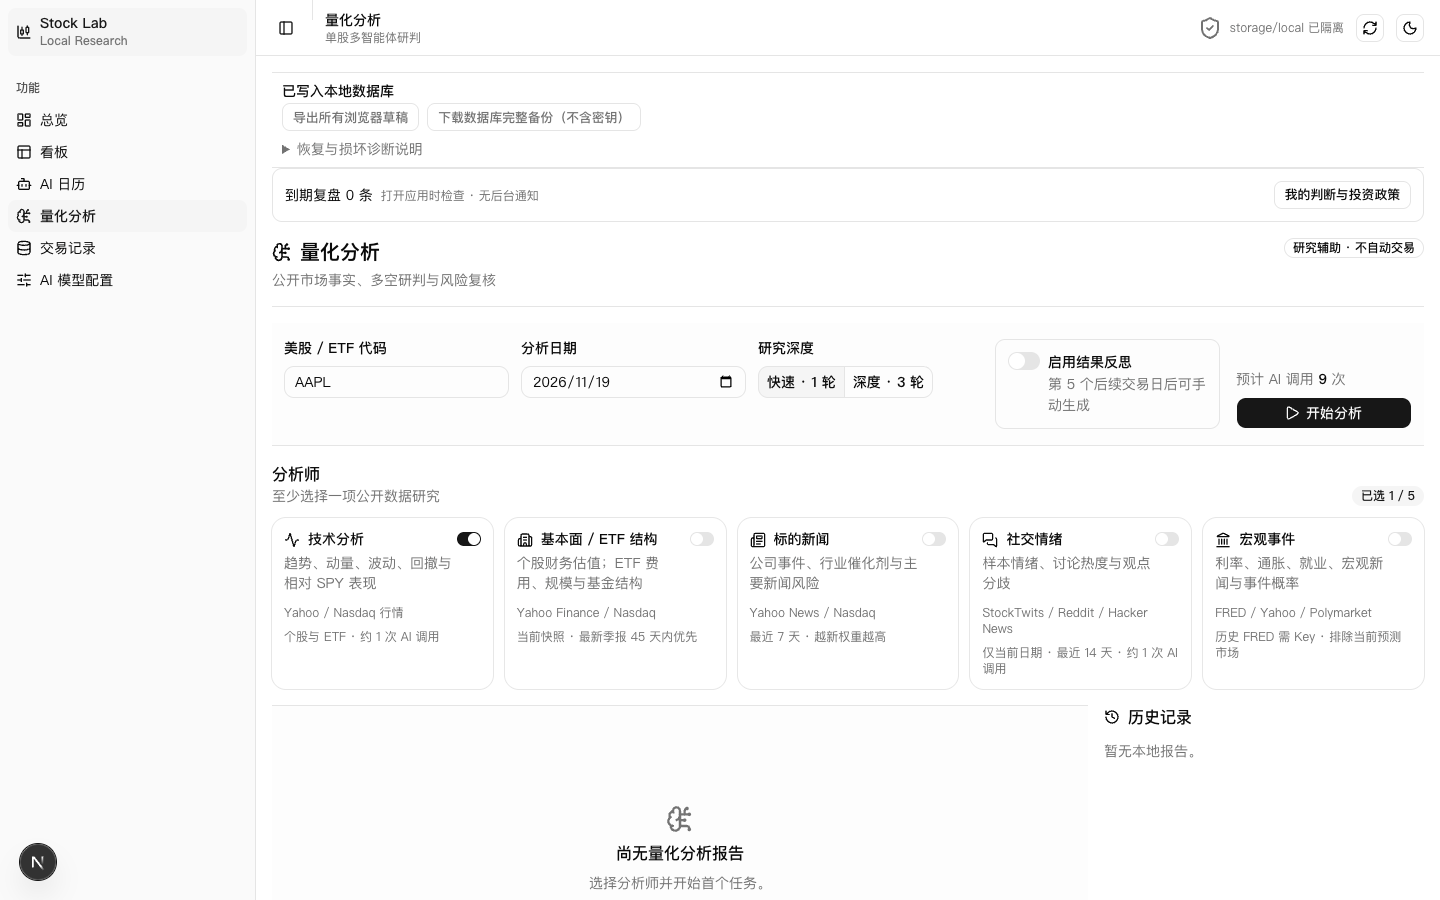 Stock Lab
Local Research
功能
总览
看板
AI 日历
量化分析
交易记录
AI 模型配置
量化分析
单股多智能体研判
storage/local 已隔离
已写入本地数据库
导出所有浏览器草稿
下载数据库完整备份（不含密钥）
恢复与损坏诊断说明
到期复盘 0 条 打开应用时检查 · 无后台通知
我的判断与投资政策
量化分析
研究辅助 · 不自动交易
公开市场事实、多空研判与风险复核
美股 / ETF 代码
AAPL
分析日期
2026/11/19
研究深度
快速 · 1 轮
深度 · 3 轮
启用结果反思
第 5 个后续交易日后可手
动生成
预计 AI 调用 9 次
开始分析
分析师
至少选择一项公开数据研究
已选 1 / 5
技术分析
趋势、动量、波动、回撤与
相对 SPY 表现
Yahoo / Nasdaq 行情
个股与 ETF · 约 1 次 AI 调用
基本面 / ETF 结构
个股财务估值；ETF 费
用、规模与基金结构
Yahoo Finance / Nasdaq
当前快照 · 最新季报 45 天内优先
标的新闻
公司事件、行业催化剂与主
要新闻风险
Yahoo News / Nasdaq
最近 7 天 · 越新权重越高
社交情绪
样本情绪、讨论热度与观点
分歧
StockTwits / Reddit / Hacker
News
仅当前日期 · 最近 14 天 · 约 1 次 AI
调用
宏观事件
利率、通胀、就业、宏观新
闻与事件概率
FRED / Yahoo / Polymarket
历史 FRED 需 Key · 排除当前预测
市场
历史记录
暂无本地报告。
尚无量化分析报告
选择分析师并开始首个任务。
N